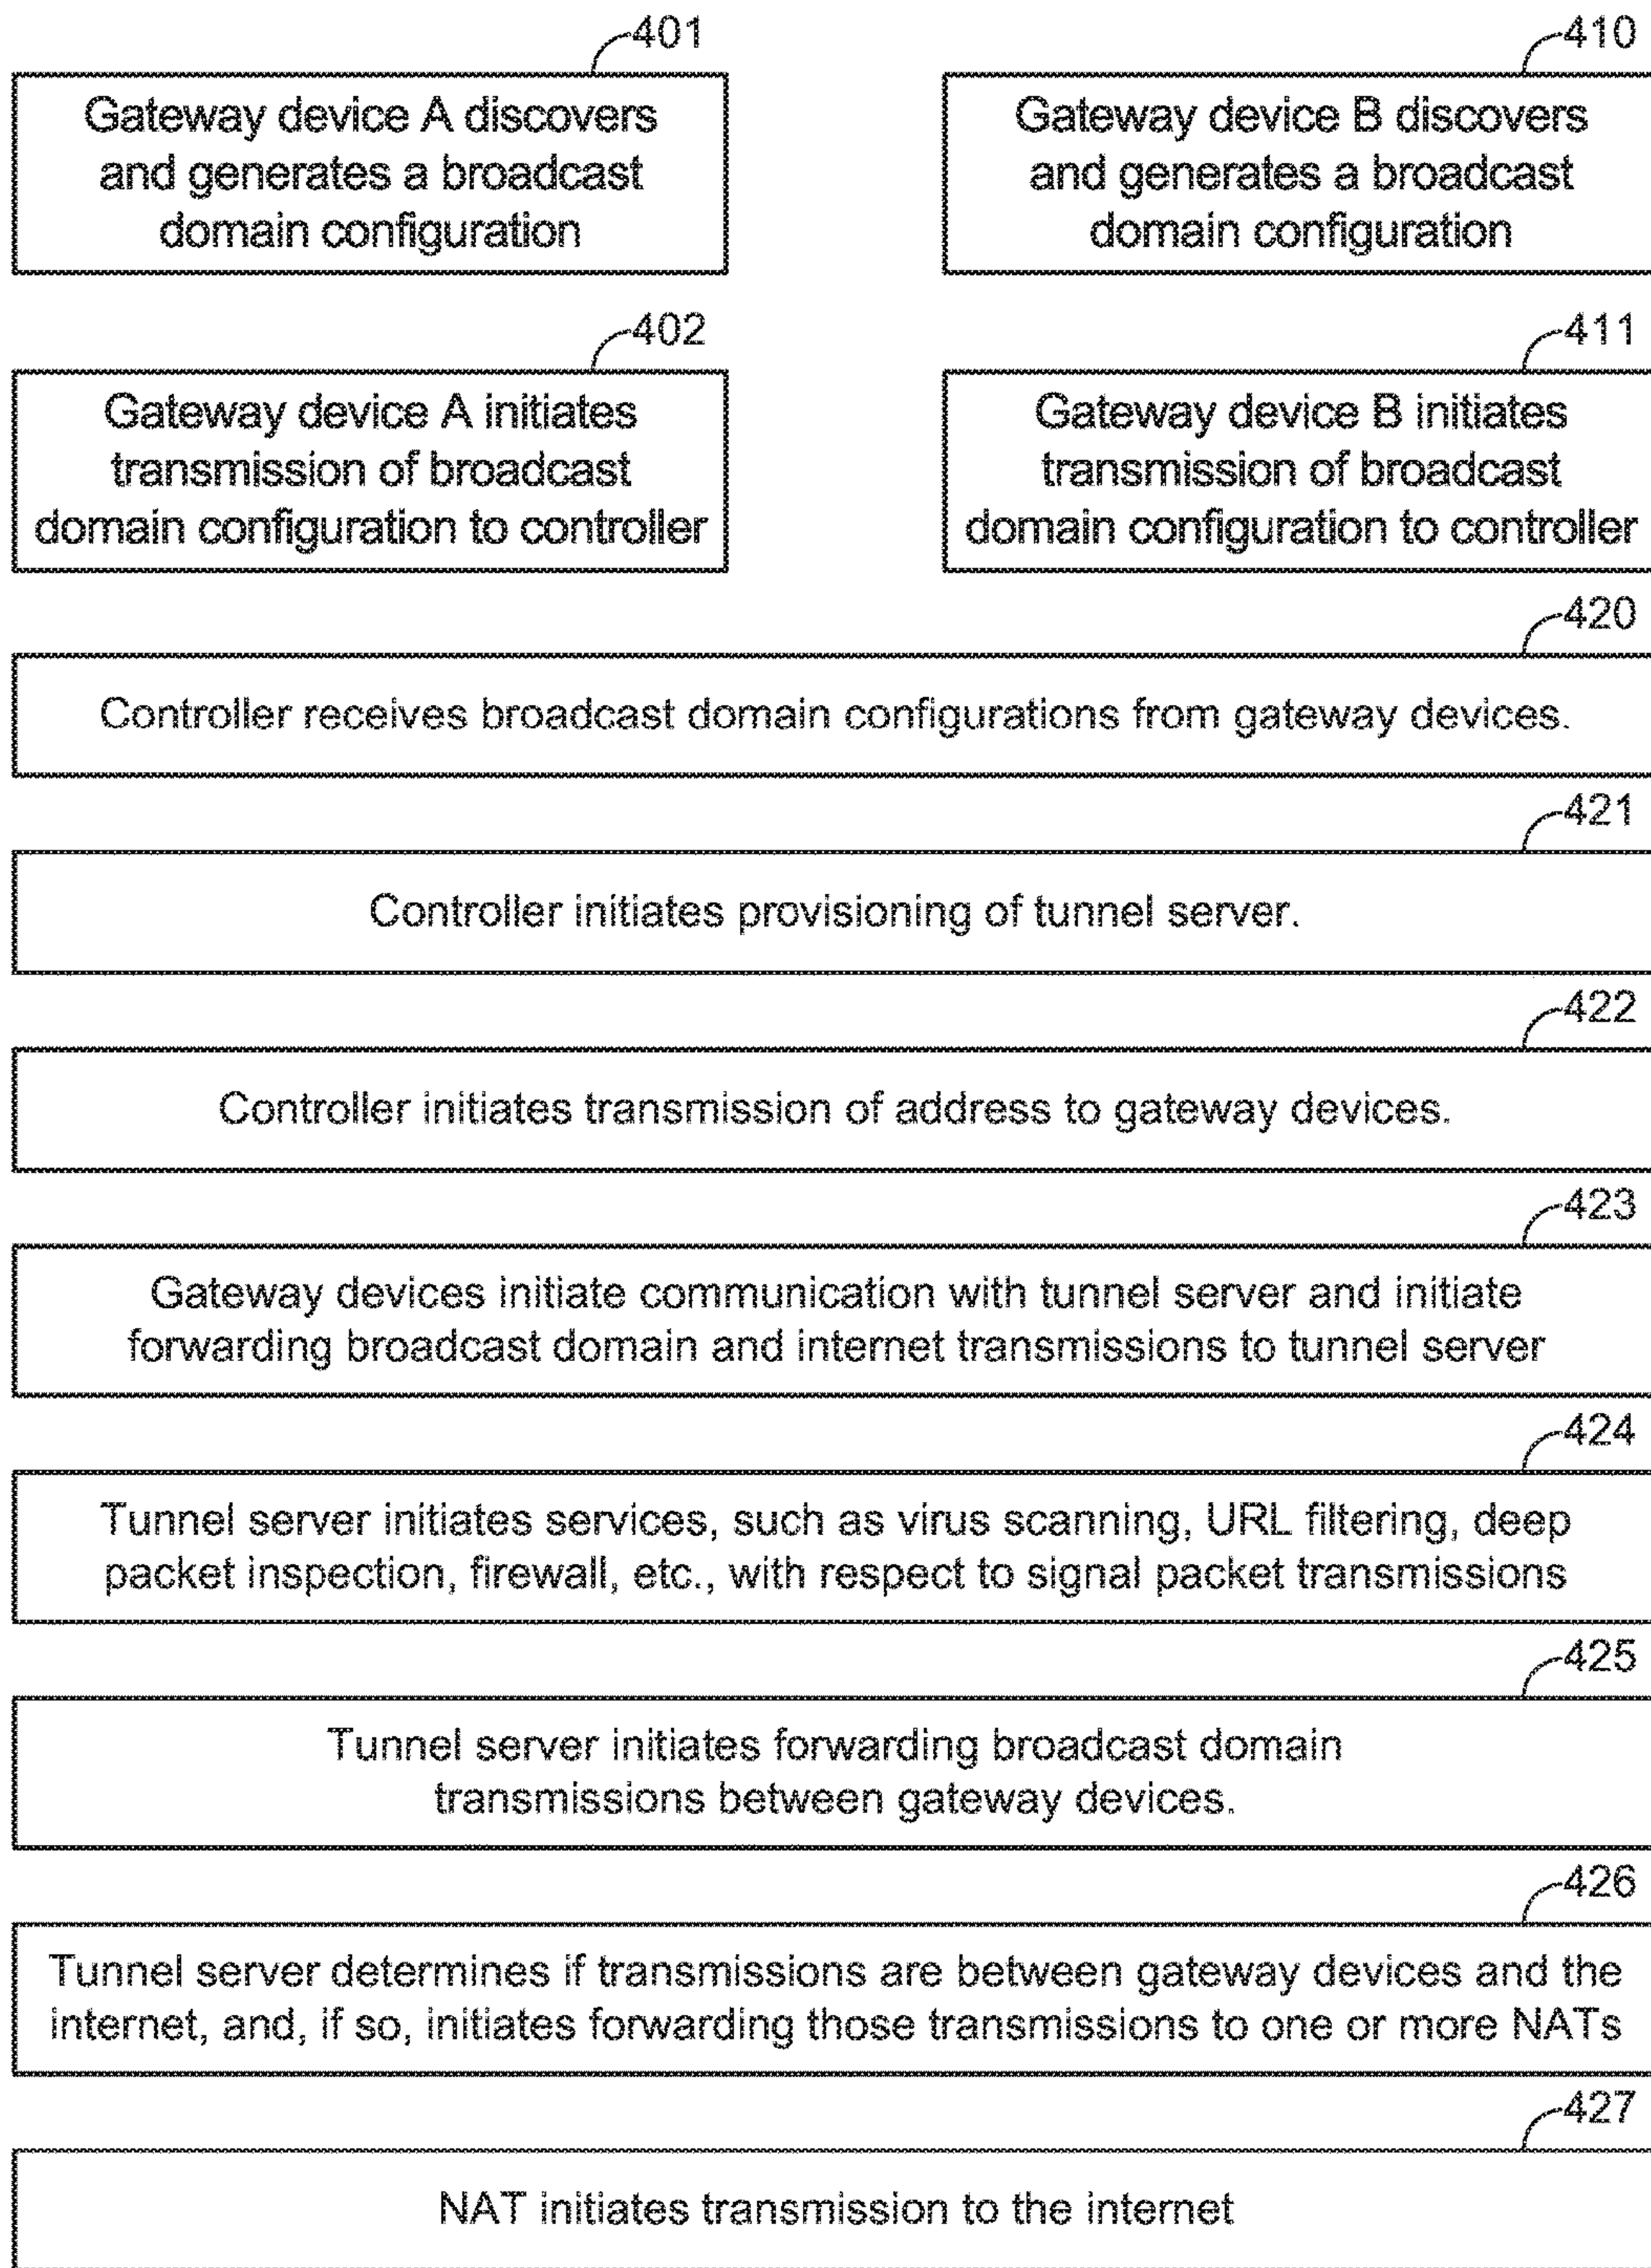 401
Gateway device A discovers
and generates a broadcast
domain configuration
410
Gateway device B discovers
and generates a broadcast
domain configuration
402
Gateway device A initiates
transmission of broadcast
domain configuration to controller
411
Gateway device B initiates
transmission of broadcast
domain configuration to controller
420
Controller receives broadcast domain configurations from gateway devices.
421
Controller initiates provisioning of tunnel server.
422
Controller initiates transmission of address to gateway devices.
423
Gateway devices initiate communication with tunnel server and initiate
forwarding broadcast domain and internet transmissions to tunnel server
424
Tunnel server initiates services, such as virus scanning, URL filtering, deep
packet inspection, firewall, etc., with respect to signal packet transmissions
425
Tunnel server initiates forwarding broadcast domain
transmissions between gateway devices.
426
Tunnel server determines if transmissions are between gateway devices and the
internet, and, if so, initiates forwarding those transmissions to one or more NATs
427
NAT initiates transmission to the internet